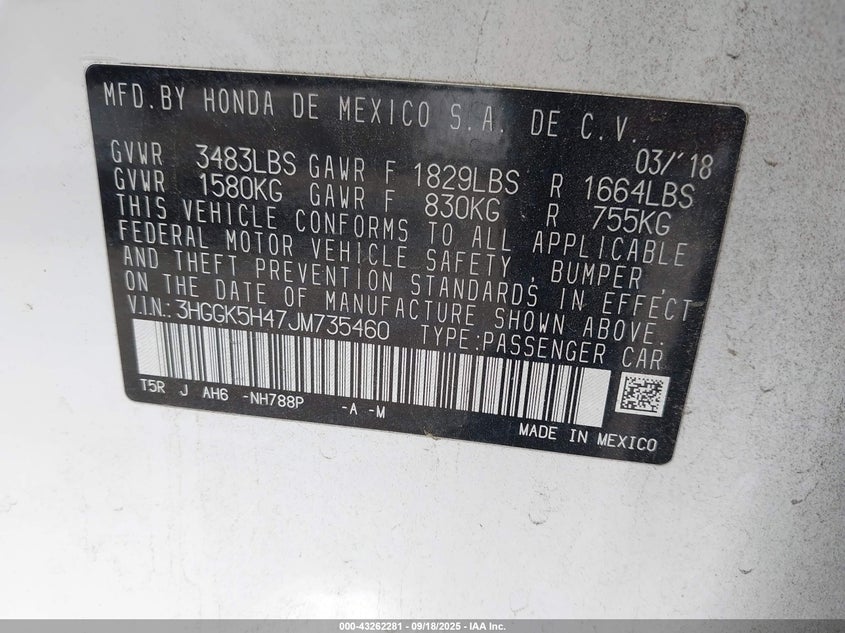 MFD.BY HONDA DE MEXICO S.A. DE C.V.
03/'18
GVWR 3483LBS GAWR F 1829LBS R 1664LBS
GVWR 1580KG GAWR F 830KG R 755KG
THIS VEHICLE CONFORMS TO ALL APPLICABLE
FEDERAL MOTOR VEHICLE SAFETY, BUMPER,
AND THEFT PREVENTION STANDARDS IN EFFECT
ON THE DATE OF MANUFACTURE SHOWN ABOVE.
V.I.N.:3HGGK5H47JM735460 TYPE:PASSENGER CAR
T5R J AH6 -NH788P -A -M
MADE IN MEXICO
000-43262281 - 09/18/2025 - IAA Inc.